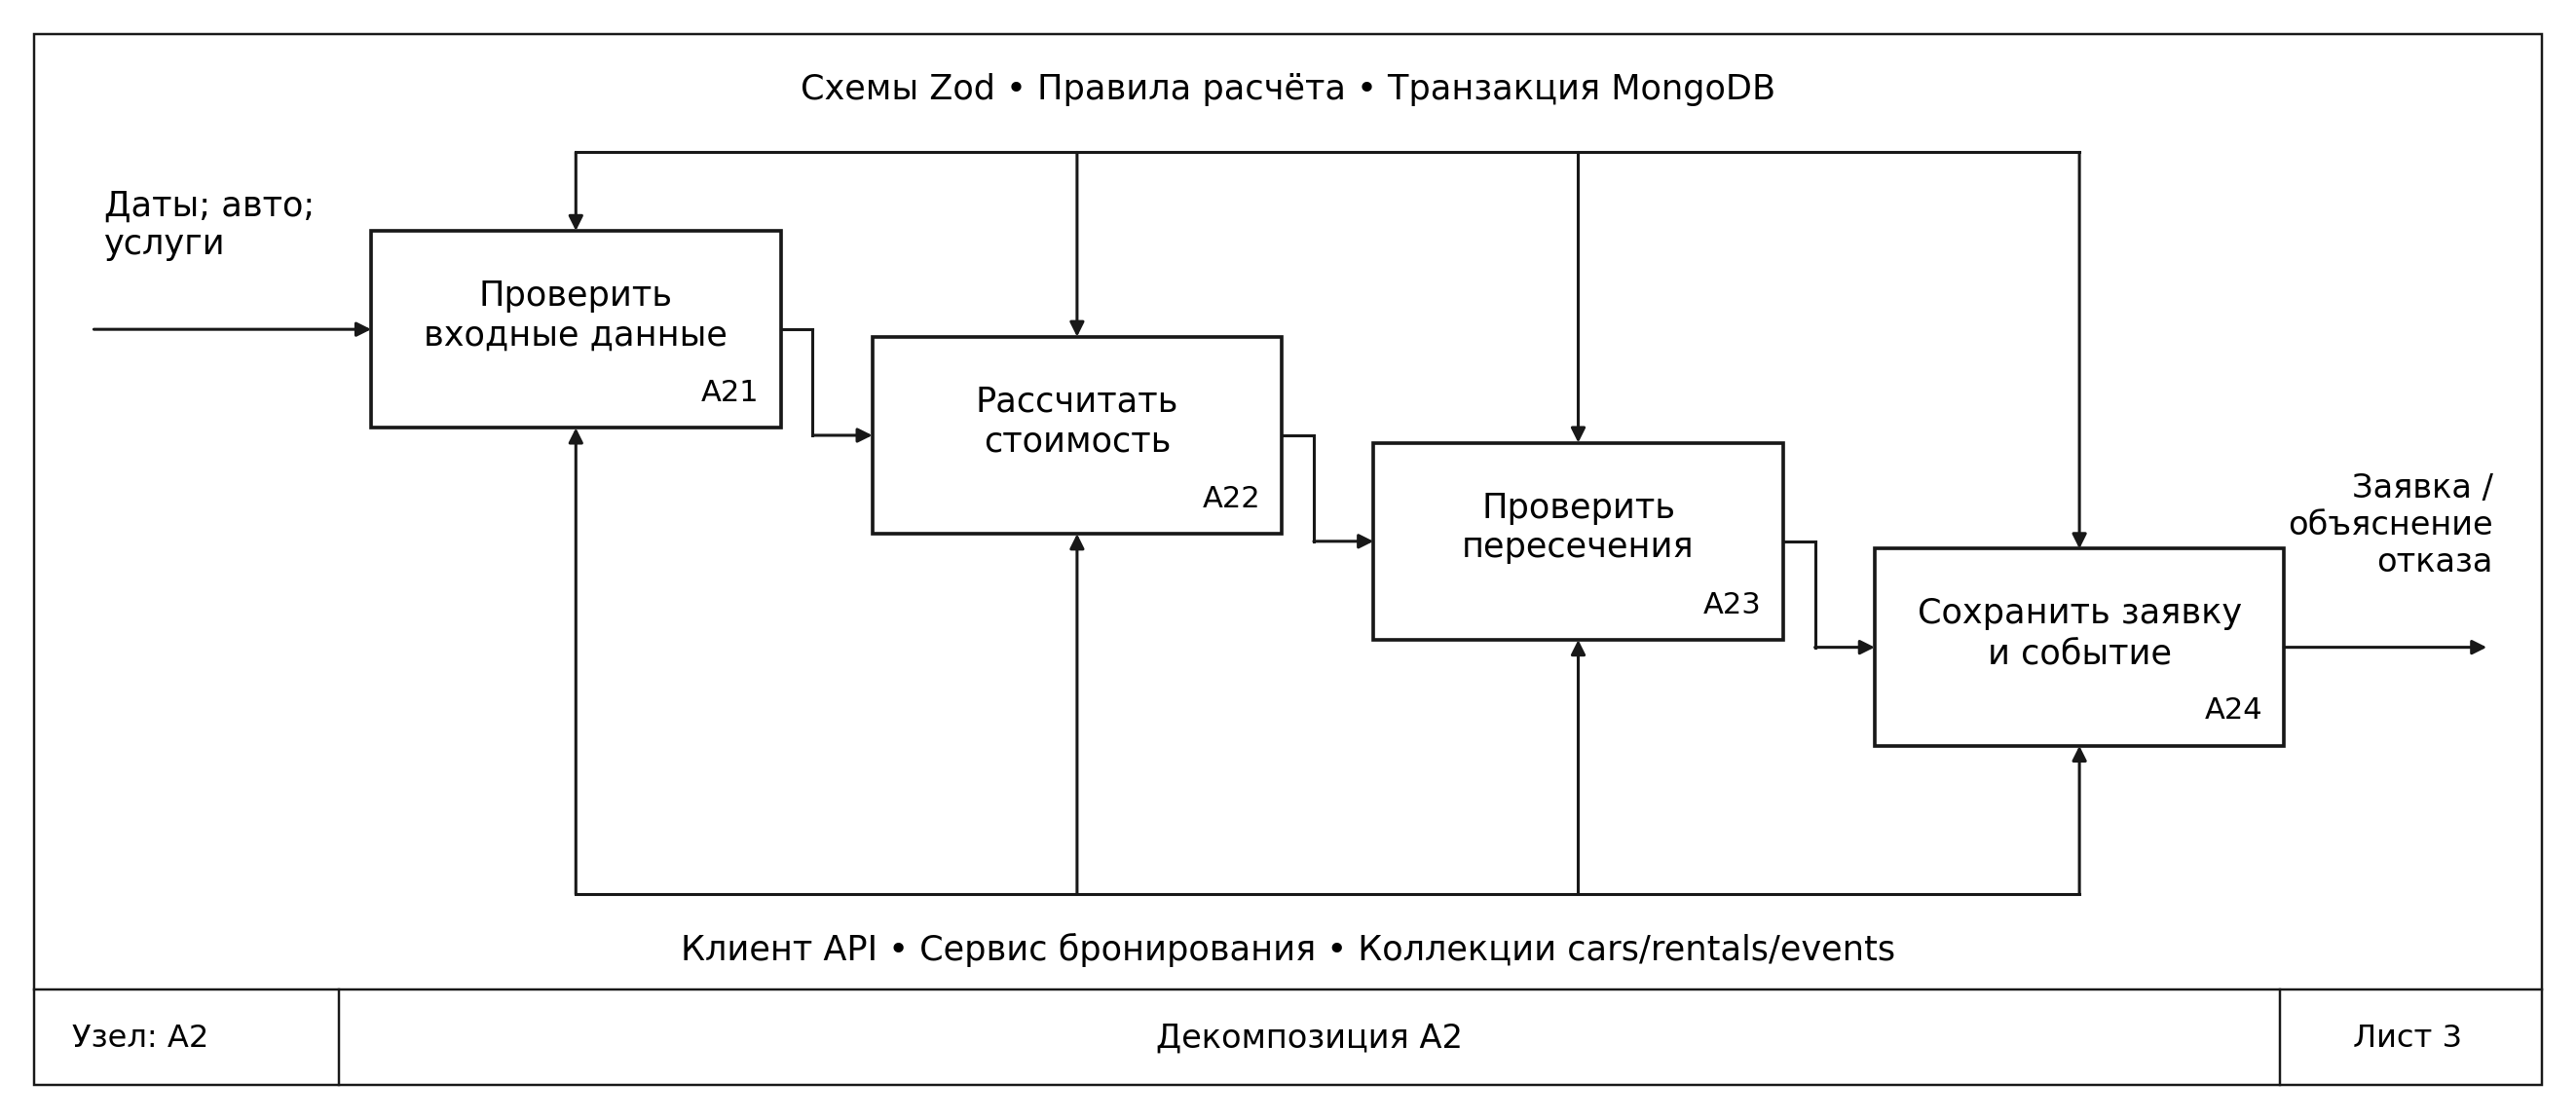 Схемы Zod • Правила расчёта • Транзакция MongoDB
Даты; авто;
услуги
Проверить
входные данные
A21
Рассчитать
стоимость
A22
Проверить
пересечения
A23
Заявка /
объяснение
отказа
Сохранить заявку
и событие
A24
Клиент API • Сервис бронирования • Коллекции cars/rentals/events
Узел: A2
Декомпозиция A2
Лист 3